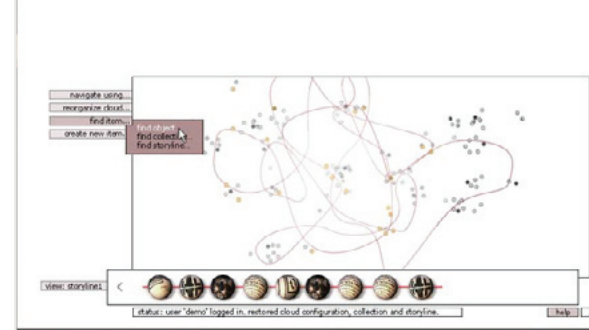 navigate using...
reorganize cloud...
find item...
create new item...
find object...
find collecti...
find storyline...
view: storyline1
<
status: user 'demo' logged in. restored cloud configuration, collection and storyline.
help